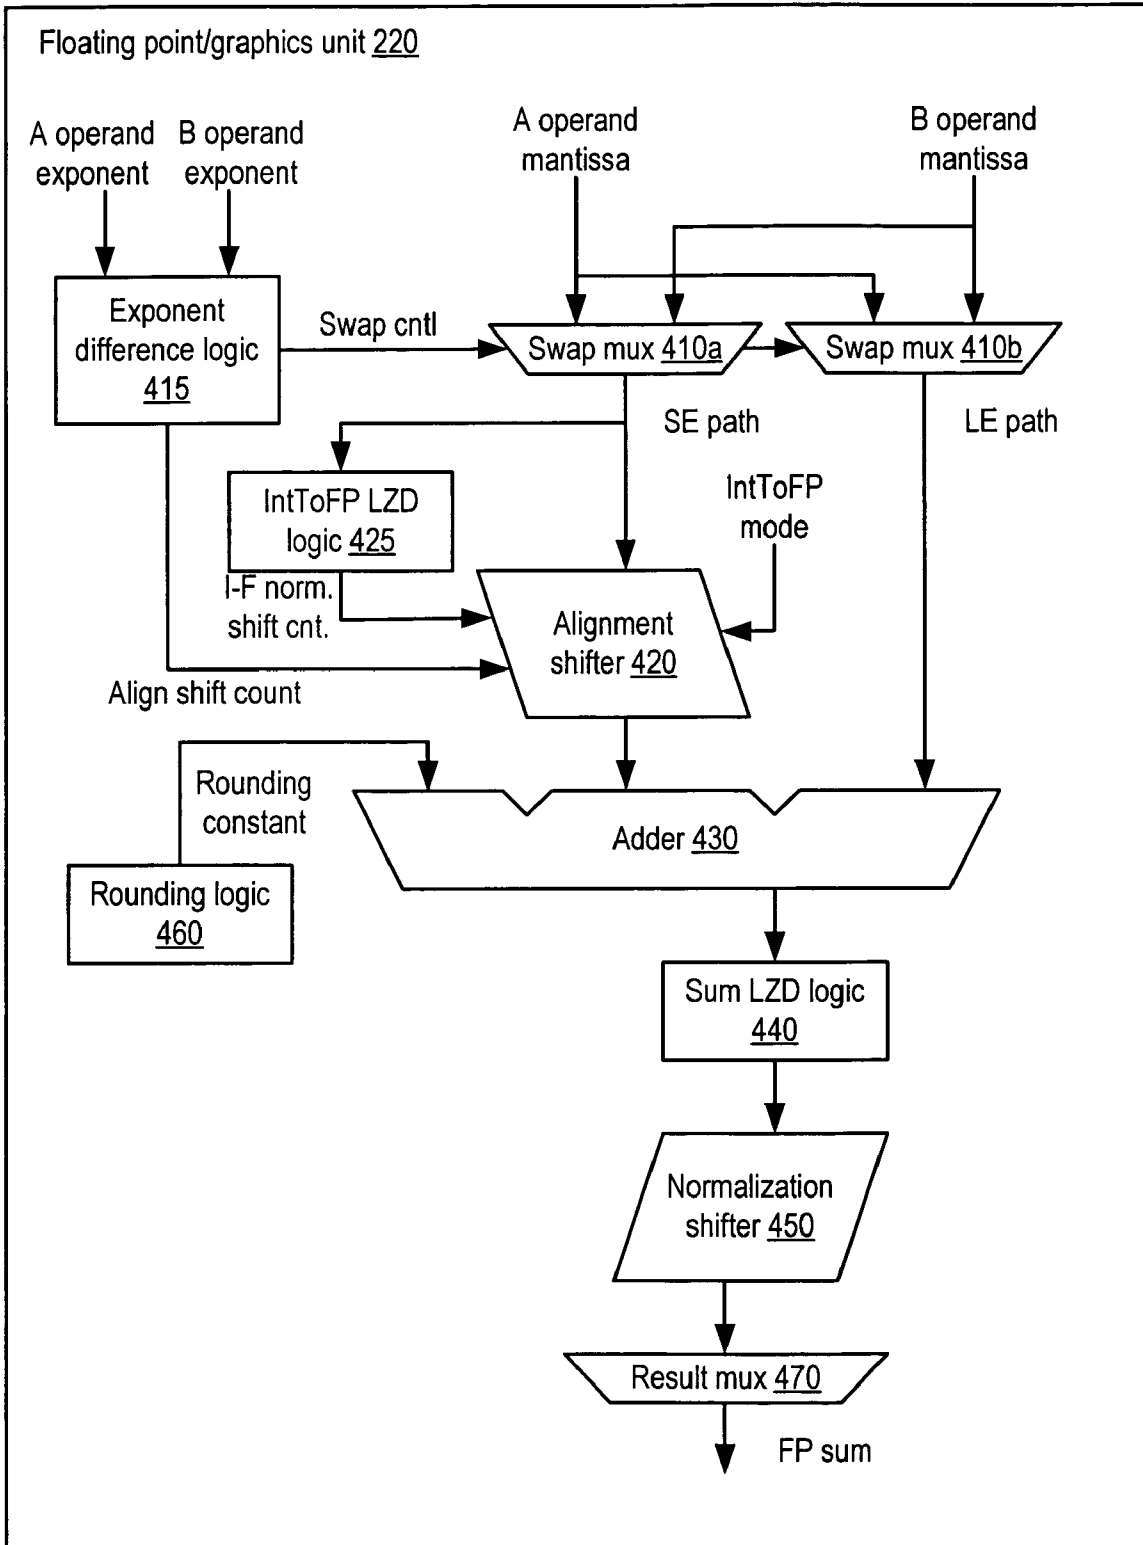 Floating point/graphics unit 220
A operand
exponent
B operand
exponent
A operand
mantissa
B operand
mantissa
Exponent
difference logic
415
Swap cntl
Swap mux 410a
Swap mux 410b
SE path
LE path
IntToFP LZD
logic 425
IntToFP
mode
I-F norm.
shift cnt.
Alignment
shifter 420
Align shift count
Rounding
constant
Adder 430
Rounding logic
460
Sum LZD logic
440
Normalization
shifter 450
Result mux 470
FP sum